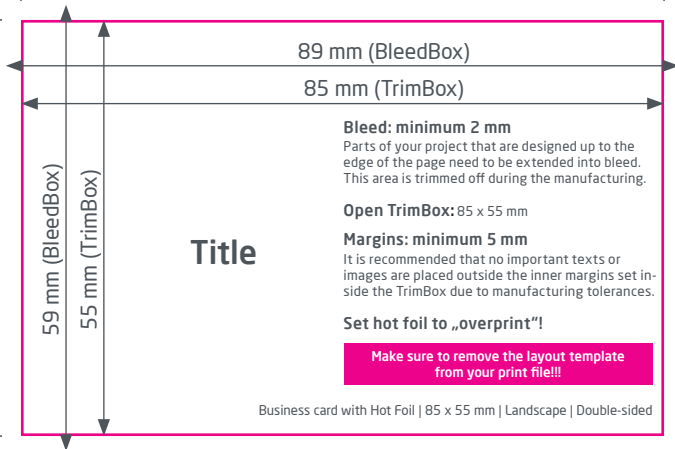 89 mm (BleedBox)
85 mm (TrimBox)
59 mm (BleedBox)
55 mm (TrimBox)
Title
Bleed: minimum 2 mm
Parts of your project that are designed up to the
edge of the page need to be extended into bleed.
This area is trimmed off during the manufacturing.
Open TrimBox: 85 x 55 mm
Margins: minimum 5 mm
It is recommended that no important texts or
images are placed outside the inner margins set in-
side the TrimBox due to manufacturing tolerances.
Set hot foil to „overprint"!
Make sure to remove the layout template
from your print file!!!
Business card with Hot Foil | 85 x 55 mm | Landscape | Double-sided